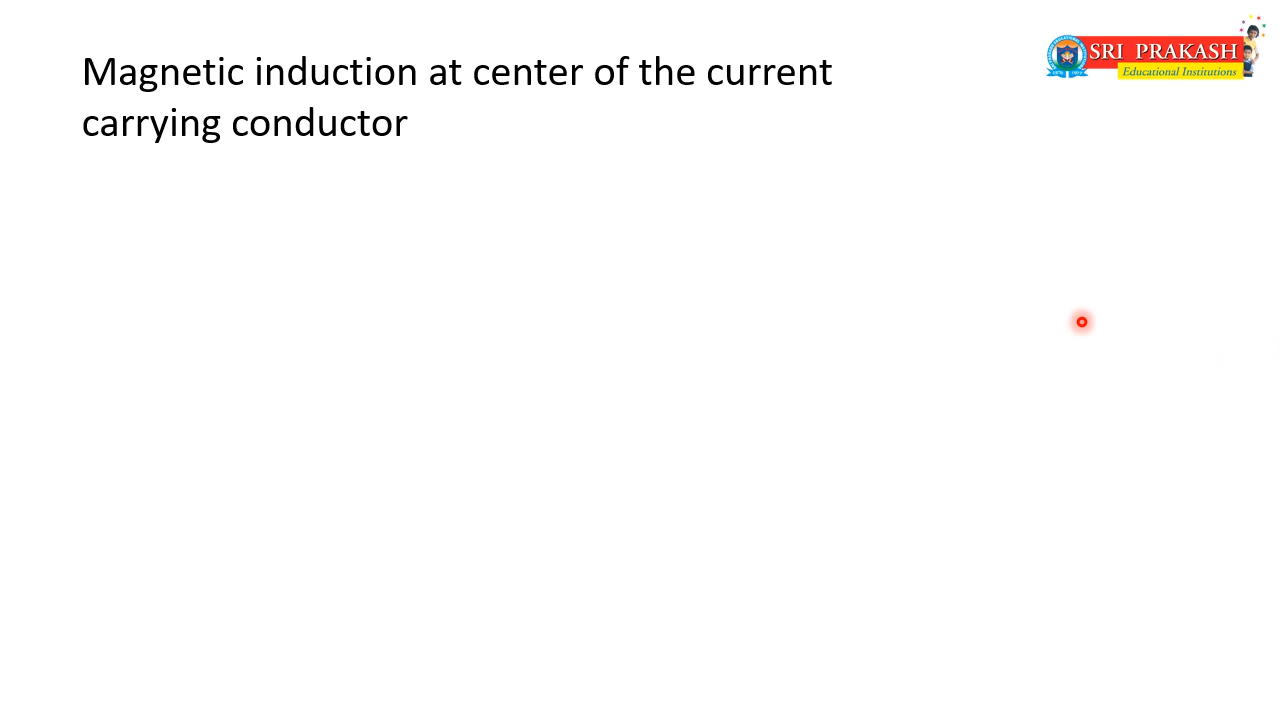 Magnetic induction at center of the current
carrying conductor
SRI PRAKASH
Educational Institutions